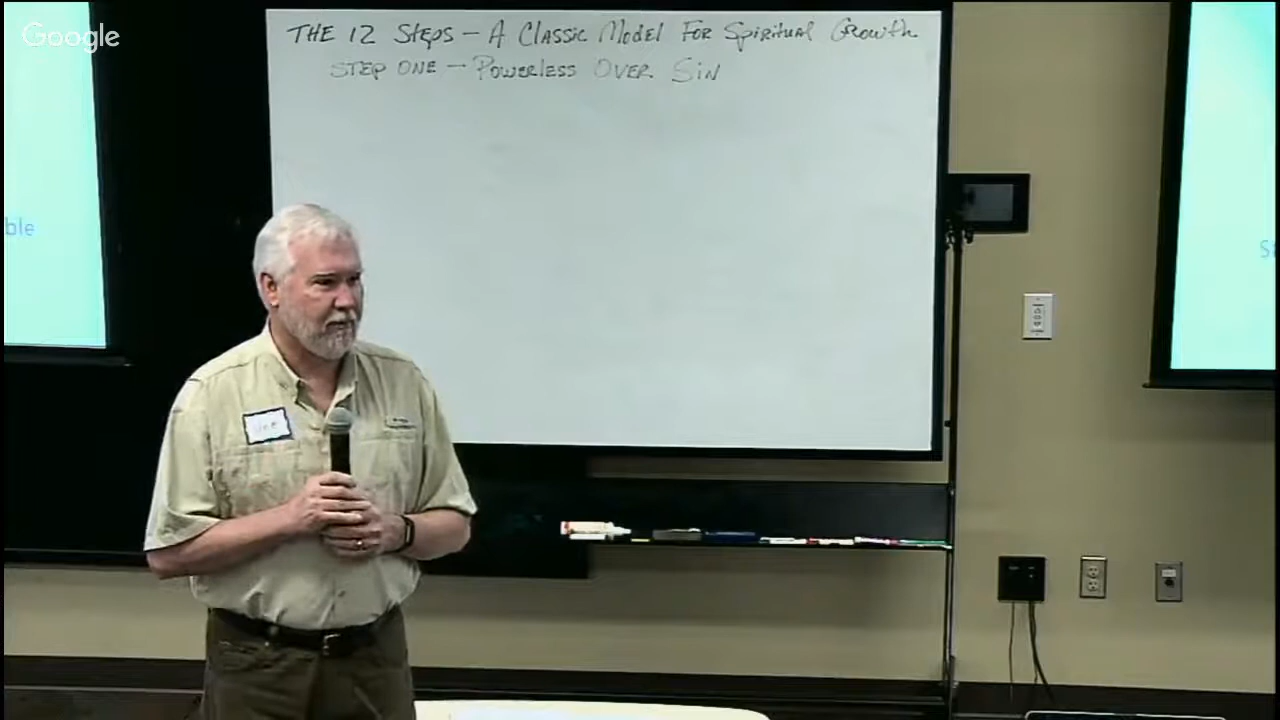 Google
THE 12 STEPS — A CLASSIC MODEL FOR SPIRITUAL GROWTH
STEP ONE — POWERLESS OVER SIN
ble